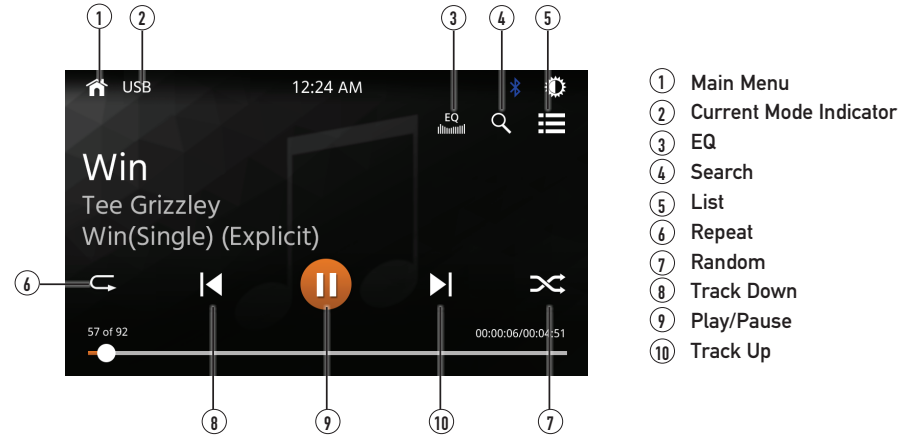 1 2 3 4 5
USB 12:24 AM
EQ
Win
Tee Grizzley
Win(Single) (Explicit)
6
57 of 92 00:00:06/00:04:51
8 9 10 7
1 Main Menu
2 Current Mode Indicator
3 EQ
4 Search
5 List
6 Repeat
7 Random
8 Track Down
9 Play/Pause
10 Track Up